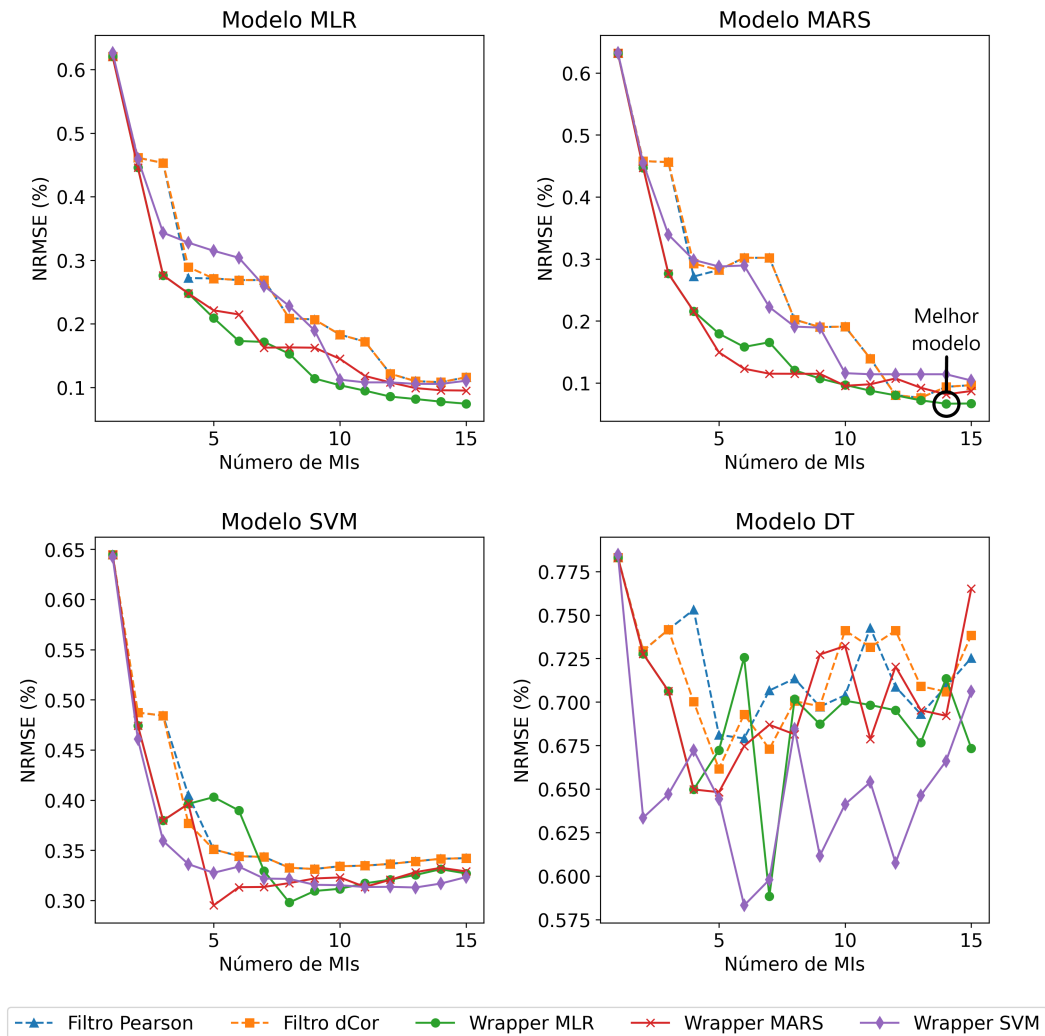 Modelo MLR
NRMSE (%)
0.6
0.5
0.4
0.3
0.2
0.1
5
10
15
Número de MIs
Modelo MARS
NRMSE (%)
0.6
0.5
0.4
0.3
0.2
0.1
Melhor
modelo
5
10
15
Número de MIs
Modelo SVM
NRMSE (%)
0.65
0.60
0.55
0.50
0.45
0.40
0.35
0.30
5
10
15
Número de MIs
Modelo DT
NRMSE (%)
0.775
0.750
0.725
0.700
0.675
0.650
0.625
0.600
0.575
5
10
15
Número de MIs
Filtro Pearson
Filtro dCor
Wrapper MLR
Wrapper MARS
Wrapper SVM